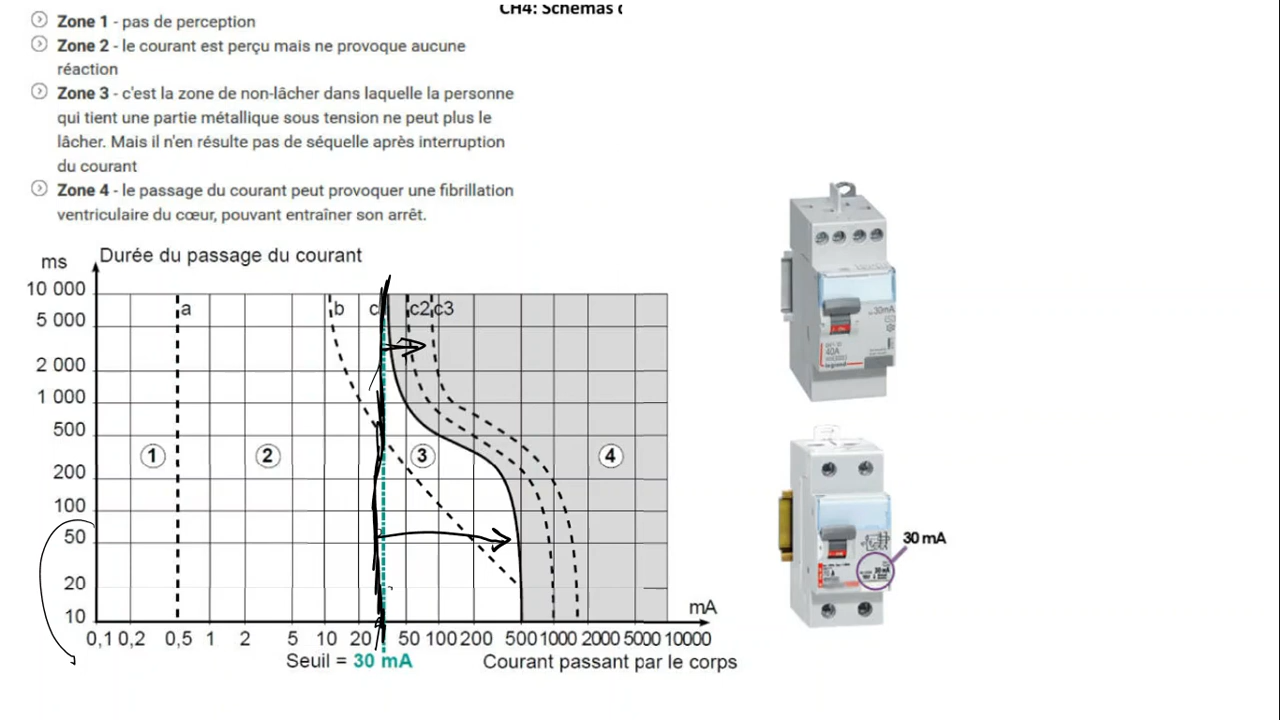 CH4: Schémas
Zone 1 - pas de perception
Zone 2 - le courant est perçu mais ne provoque aucune
réaction
Zone 3 - c'est la zone de non-lâcher dans laquelle la personne
qui tient une partie métallique sous tension ne peut plus le
lâcher. Mais il n'en résulte pas de séquelle après interruption
du courant
Zone 4 - le passage du courant peut provoquer une fibrillation
ventriculaire du cœur, pouvant entraîner son arrêt.
ms
Durée du passage du courant
10 000
5 000
2 000
1 000
500
200
100
50
20
10
a
b
c
c2
c3
1
2
3
4
mA
0,1 0,2 0,5 1 2 5 10 20 50 100 200 500 1000 2000 5000 10000
Seuil = 30 mA
Courant passant par le corps
30mA
40A
legrand
30 mA
30 mA